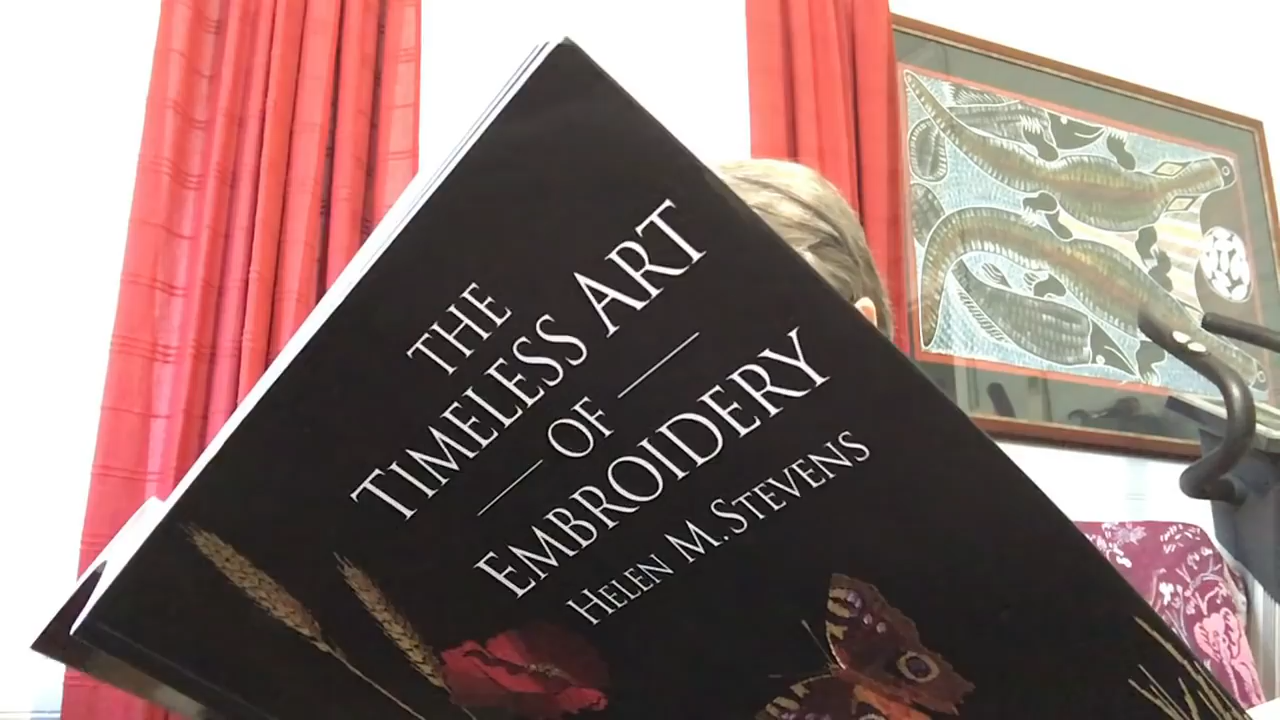 THE
TIMELESS ART
OF
EMBROIDERY
HELEN M. STEVENS